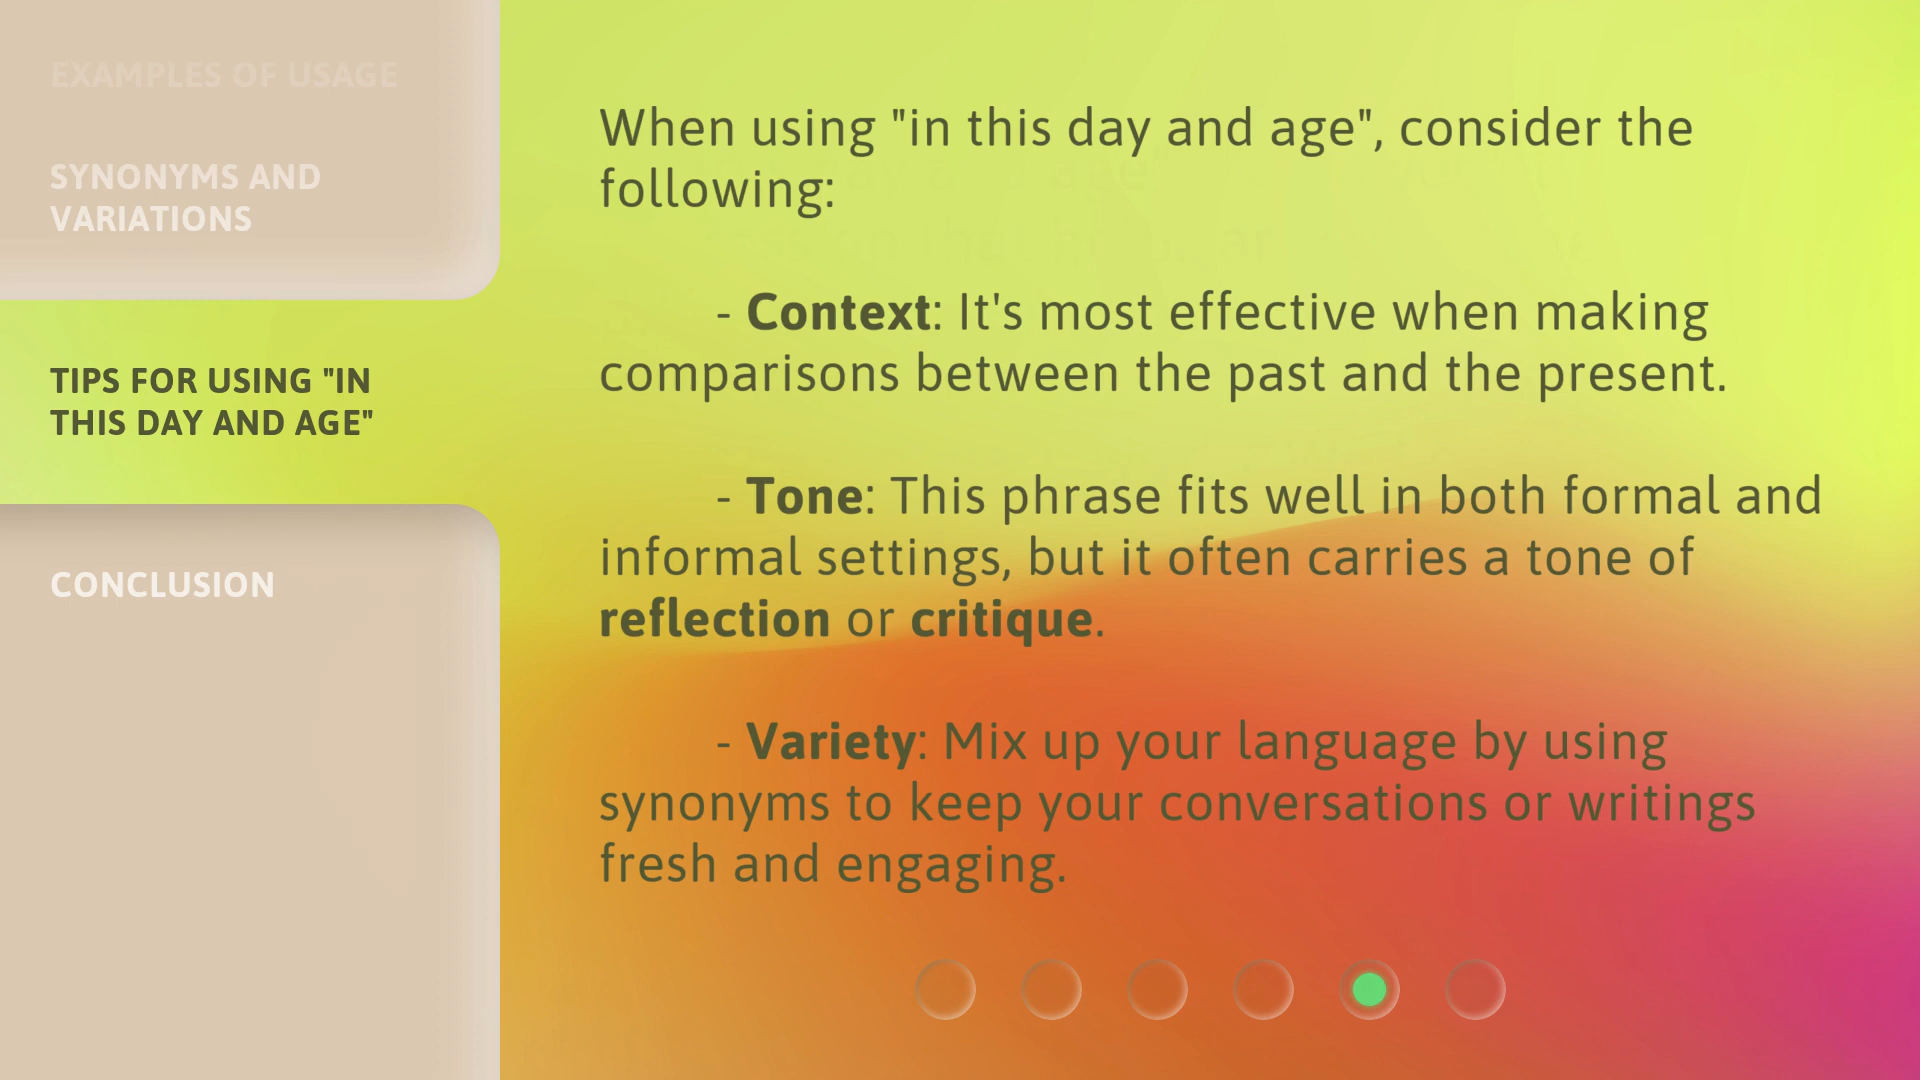 EXAMPLES OF USAGE
SYNONYMS AND
VARIATIONS
TIPS FOR USING "IN
THIS DAY AND AGE"
CONCLUSION
When using "in this day and age", consider the
following:
- Context: It's most effective when making
comparisons between the past and the present.
- Tone: This phrase fits well in both formal and
informal settings, but it often carries a tone of
reflection or critique.
- Variety: Mix up your language by using
synonyms to keep your conversations or writings
fresh and engaging.